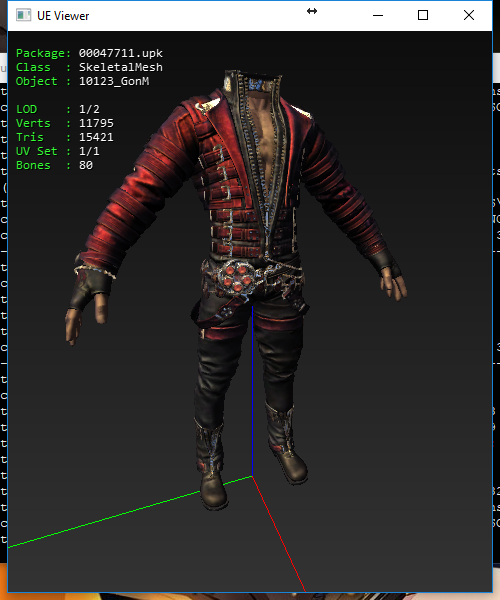 UE Viewer
Package: 00047711.upk
Class : SkeletalMesh
Object : 10123_GonM
LOD : 1/2
Verts : 11795
Tris : 15421
UV Set : 1/1
Bones : 80